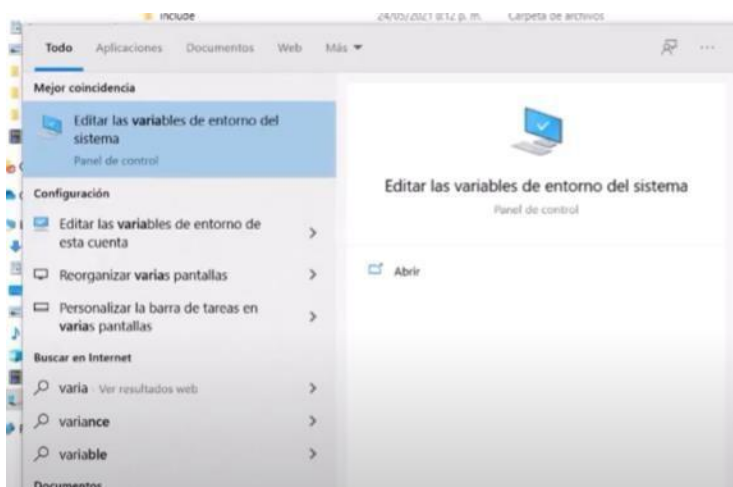 include 24/05/2021 8:12 p. m. Carpeta de archivos
Todo Aplicaciones Documentos Web Más
Mejor coincidencia
Editar las variables de entorno del
sistema
Panel de control
Configuración
Editar las variables de entorno de
esta cuenta
Reorganizar varias pantallas
Personalizar la barra de tareas en
varias pantallas
Buscar en Internet
varia - Ver resultados web
variance
variable
Documentos
Editar las variables de entorno del sistema
Panel de control
Abrir